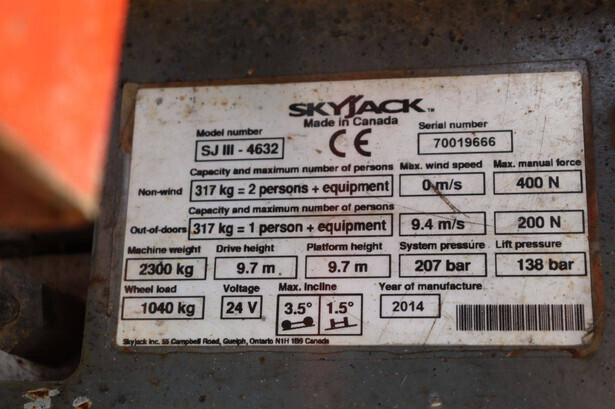 SKYJACK™
Made in Canada
CE
Model number
SJ III - 4632
Serial number
70019666
Capacity and maximum number of persons
Max. wind speed
Max. manual force
Non-wind
317 kg = 2 persons + equipment
0 m/s
400 N
Capacity and maximum number of persons
Out-of-doors
317 kg = 1 person + equipment
9.4 m/s
200 N
Machine weight
Drive height
Platform height
System pressure
Lift pressure
2300 kg
9.7 m
9.7 m
207 bar
138 bar
Wheel load
Voltage
Max. incline
Year of manufacture
1040 kg
24 V
3.5°
1.5°
2014
Skyjack Inc. 55 Campbell Road, Guelph, Ontario N1H 1B9 Canada